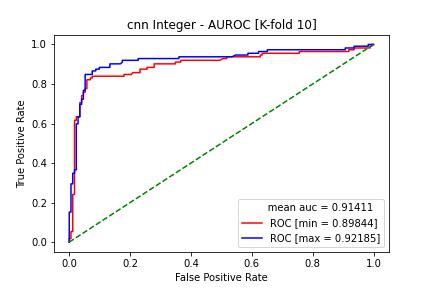 cnn Integer - AUROC [K-fold 10]
1.0
0.8
0.6
0.4
0.2
0.0
True Positive Rate
mean auc = 0.91411
ROC [min = 0.89844]
ROC [max = 0.92185]
0.0 0.2 0.4 0.6 0.8 1.0
False Positive Rate